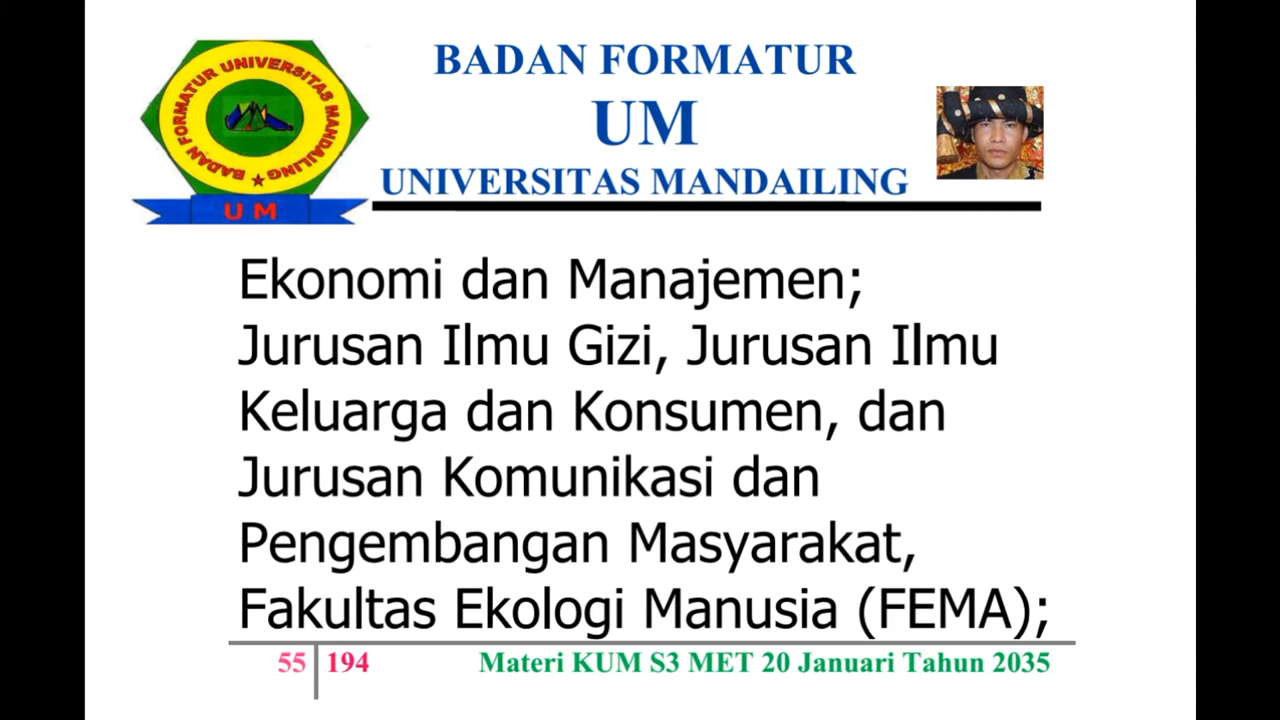 BADAN FORMATUR UNIVERSITAS MANDAILING
U M
BADAN FORMATUR
UM
UNIVERSITAS MANDAILING
Ekonomi dan Manajemen;
Jurusan Ilmu Gizi, Jurusan Ilmu
Keluarga dan Konsumen, dan
Jurusan Komunikasi dan
Pengembangan Masyarakat,
Fakultas Ekologi Manusia (FEMA);
55 194 Materi KUM S3 MET 20 Januari Tahun 2035